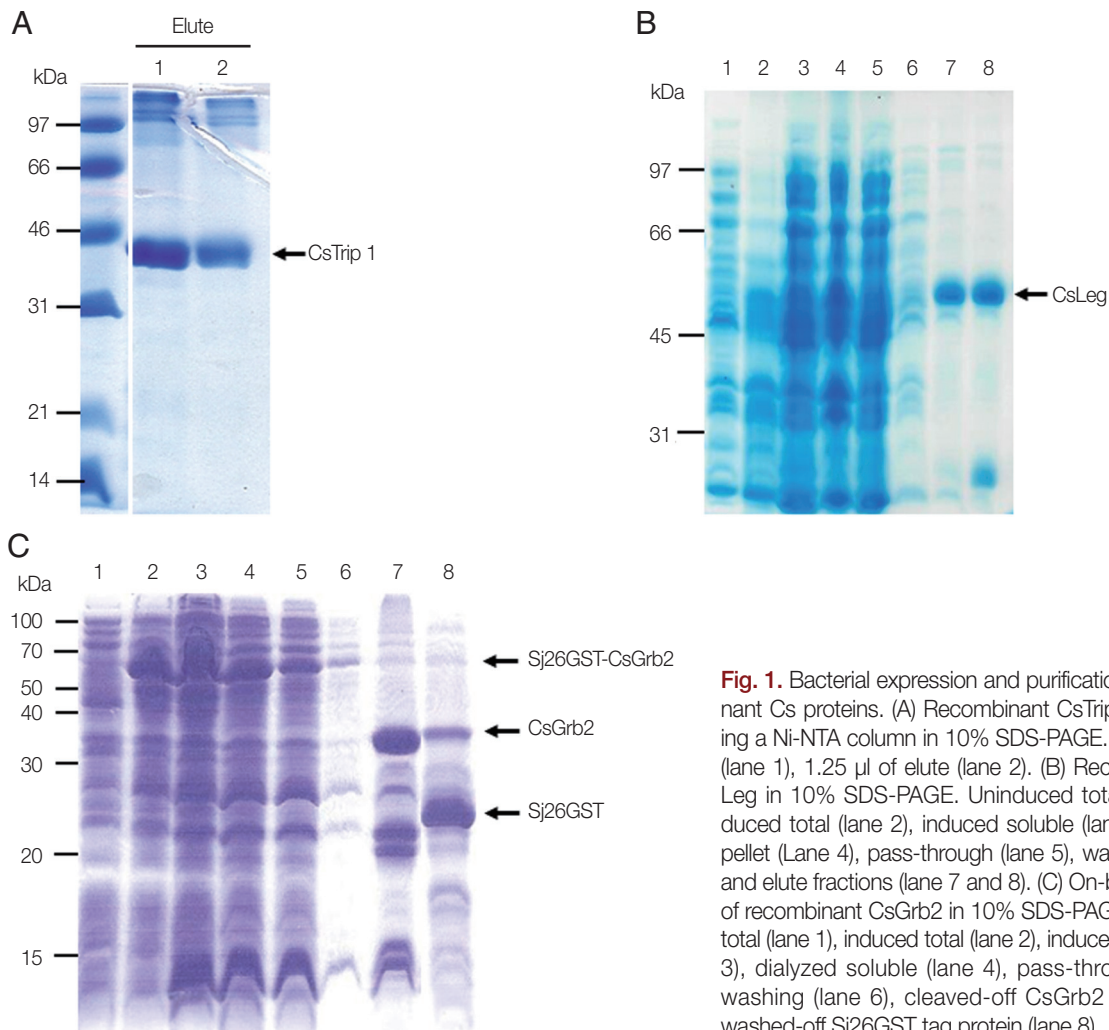 A
Elute
1 2
kDa
97
66
46
31
21
14
CsTrip 1
B
1 2 3 4 5 6 7 8
kDa
97
66
45
31
CsLeg
C
1 2 3 4 5 6 7 8
kDa
100
70
50
40
30
20
15
Sj26GST-CsGrb2
CsGrb2
Sj26GST
Fig. 1. Bacterial expression and purificatio
nant Cs proteins. (A) Recombinant CsTrip
ing a Ni-NTA column in 10% SDS-PAGE.
(lane 1), 1.25 µl of elute (lane 2). (B) Rec
Leg in 10% SDS-PAGE. Uninduced tota
duced total (lane 2), induced soluble (lan
pellet (Lane 4), pass-through (lane 5), wa
and elute fractions (lane 7 and 8). (C) On-b
of recombinant CsGrb2 in 10% SDS-PAG
total (lane 1), induced total (lane 2), induce
3), dialyzed soluble (lane 4), pass-thro
washing (lane 6), cleaved-off CsGrb2
washed-off Sj26GST tag protein (lane 8)